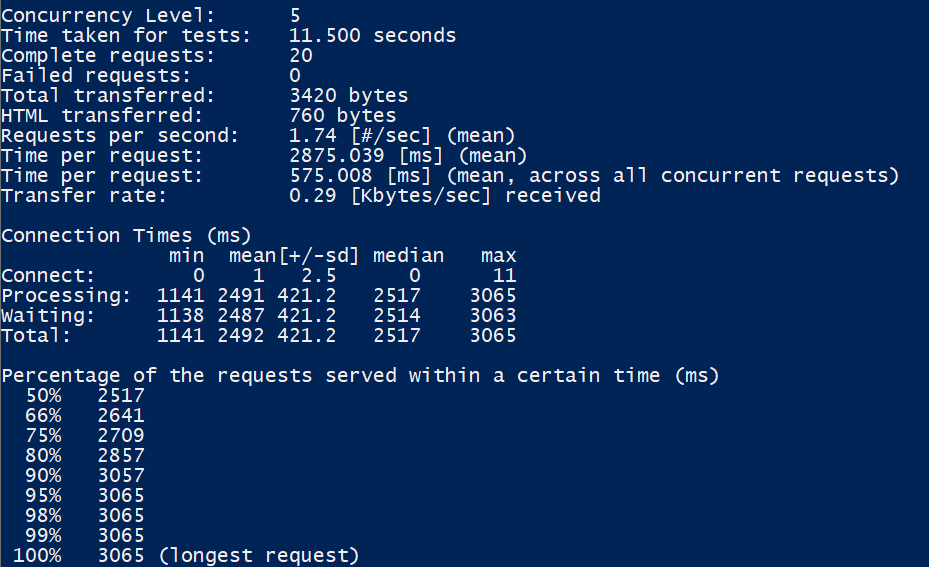 Concurrency Level:      5
Time taken for tests:   11.500 seconds
Complete requests:      20
Failed requests:        0
Total transferred:      3420 bytes
HTML transferred:       760 bytes
Requests per second:    1.74 [#/sec] (mean)
Time per request:       2875.039 [ms] (mean)
Time per request:       575.008 [ms] (mean, across all concurrent requests)
Transfer rate:          0.29 [Kbytes/sec] received

Connection Times (ms)
              min  mean[+/-sd] median   max
Connect:        0    1   2.5      0      11
Processing:  1141 2491 421.2   2517    3065
Waiting:     1138 2487 421.2   2514    3063
Total:       1141 2492 421.2   2517    3065

Percentage of the requests served within a certain time (ms)
  50%   2517
  66%   2641
  75%   2709
  80%   2857
  90%   3057
  95%   3065
  98%   3065
  99%   3065
 100%   3065 (longest request)